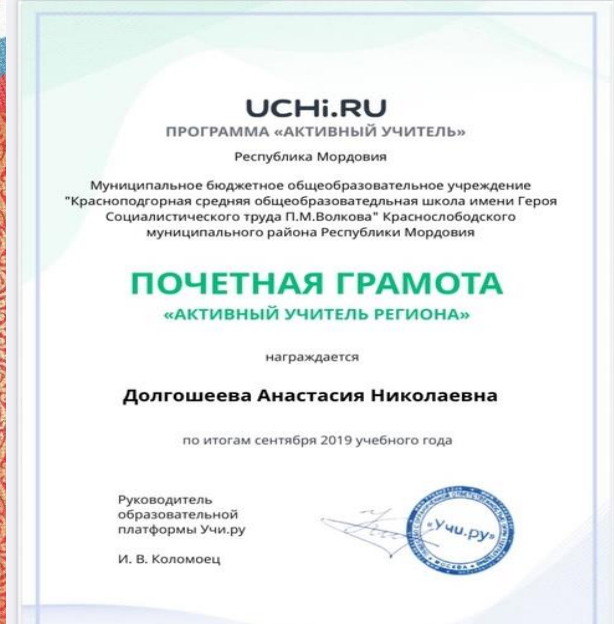 UCHi.RU
ПРОГРАММА «АКТИВНЫЙ УЧИТЕЛЬ»
Республика Мордовия
Муниципальное бюджетное общеобразовательное учреждение
"Красноподгорная средняя общеобразоватедльная школа имени Героя
Социалистического труда П.М.Волкова" Краснослободского
муниципального района Республики Мордовия
ПОЧЕТНАЯ ГРАМОТА
«АКТИВНЫЙ УЧИТЕЛЬ РЕГИОНА»
награждается
Долгошеева Анастасия Николаевна
по итогам сентября 2019 учебного года
Руководитель
образовательной
платформы Учи.ру
И. В. Коломоец
«Учи.ру»
МОСКВА